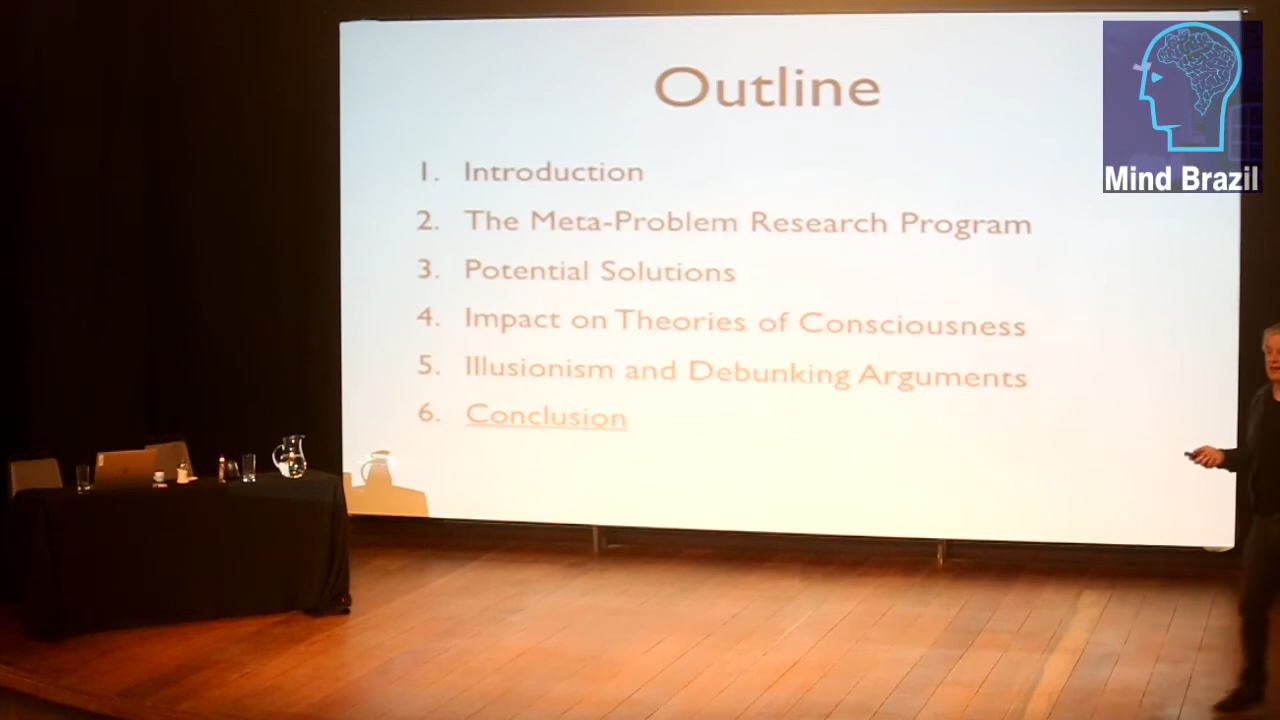 Outline
1. Introduction
2. The Meta-Problem Research Program
3. Potential Solutions
4. Impact on Theories of Consciousness
5. Illusionism and Debunking Arguments
6. Conclusion
Mind Brazil